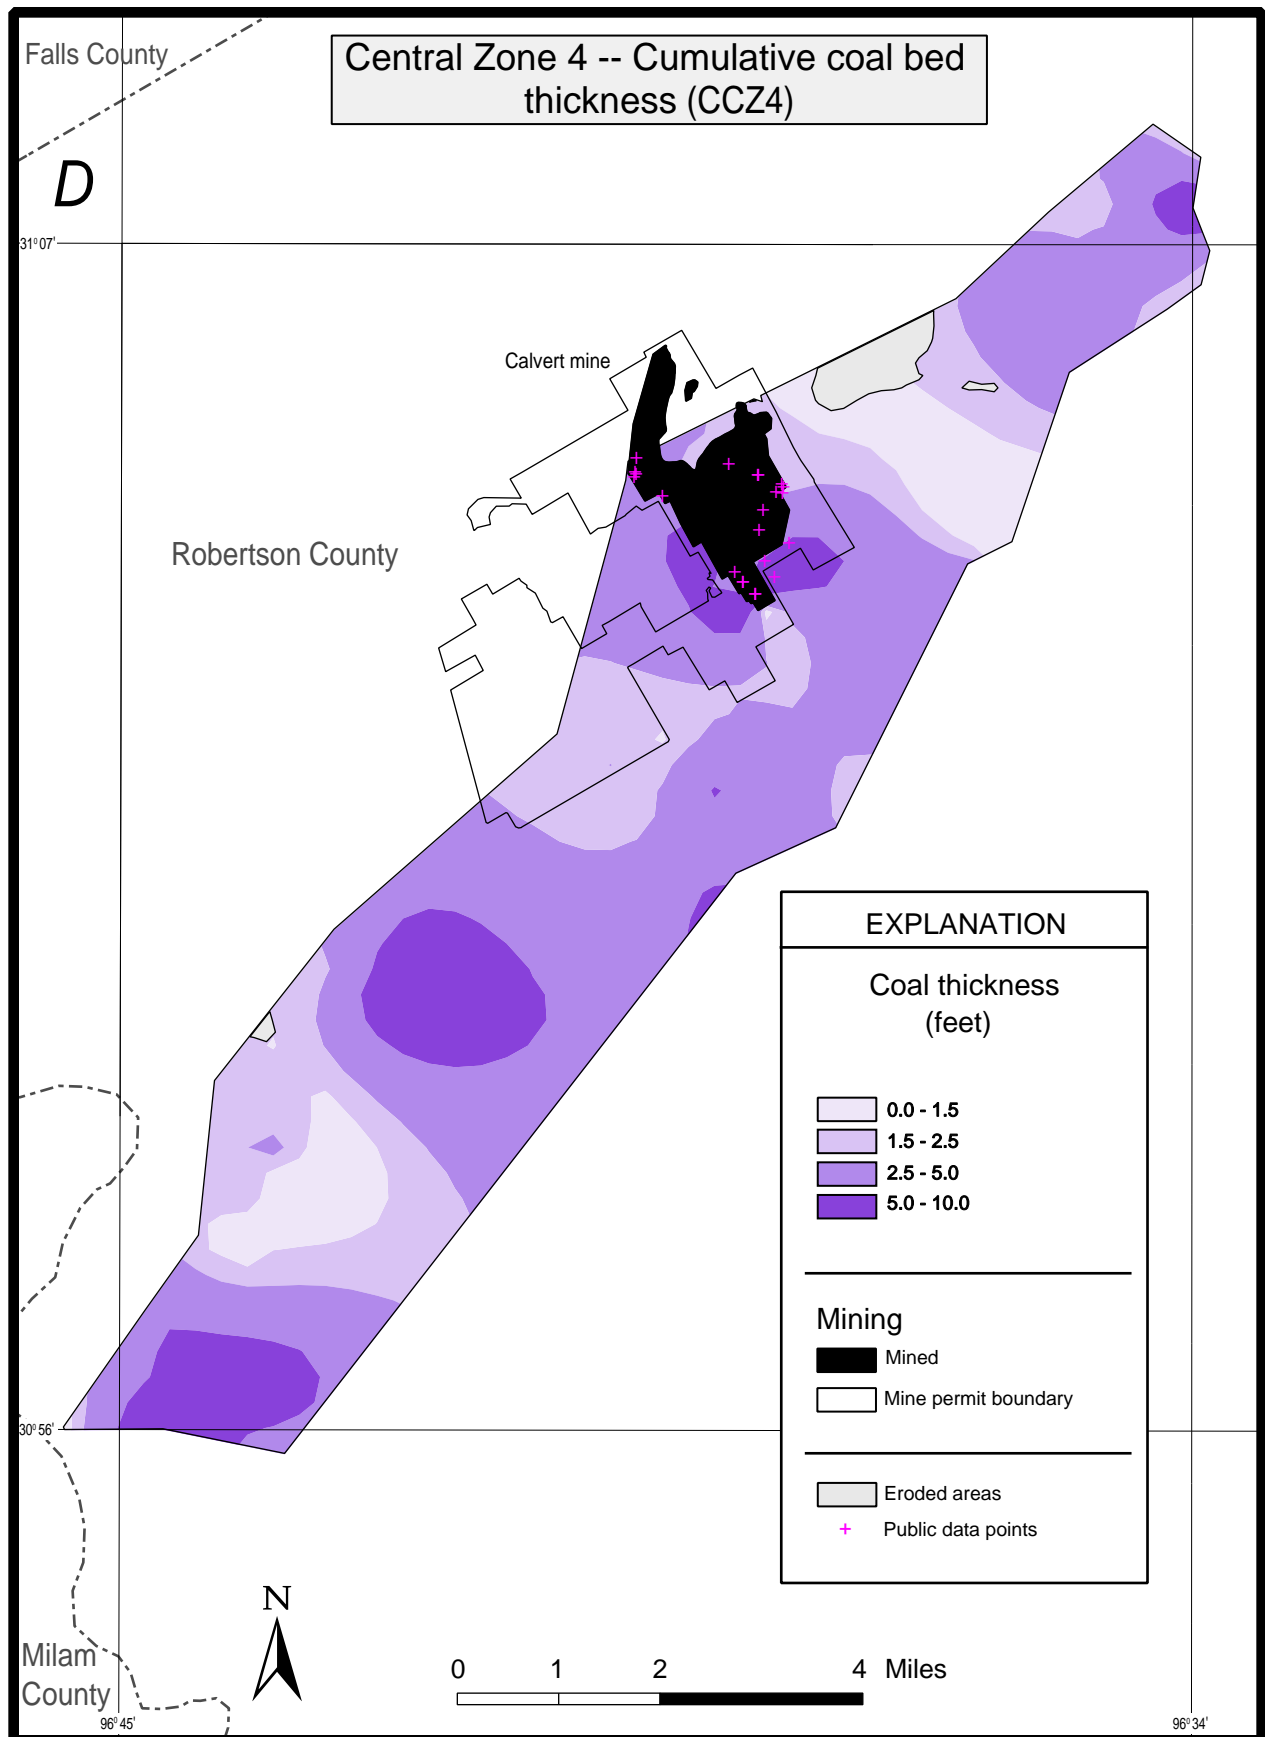 Falls County
Central Zone 4 -- Cumulative coal bed
thickness (CCZ4)
D
31° 07'
Calvert mine
Robertson County
EXPLANATION
Coal thickness
(feet)
0.0 - 1.5
1.5 - 2.5
2.5 - 5.0
5.0 - 10.0
Mining
Mined
Mine permit boundary
30° 56'
Eroded areas
Public data points
N
Milam
County
0 1 2 4 Miles
96° 45'
96° 34'